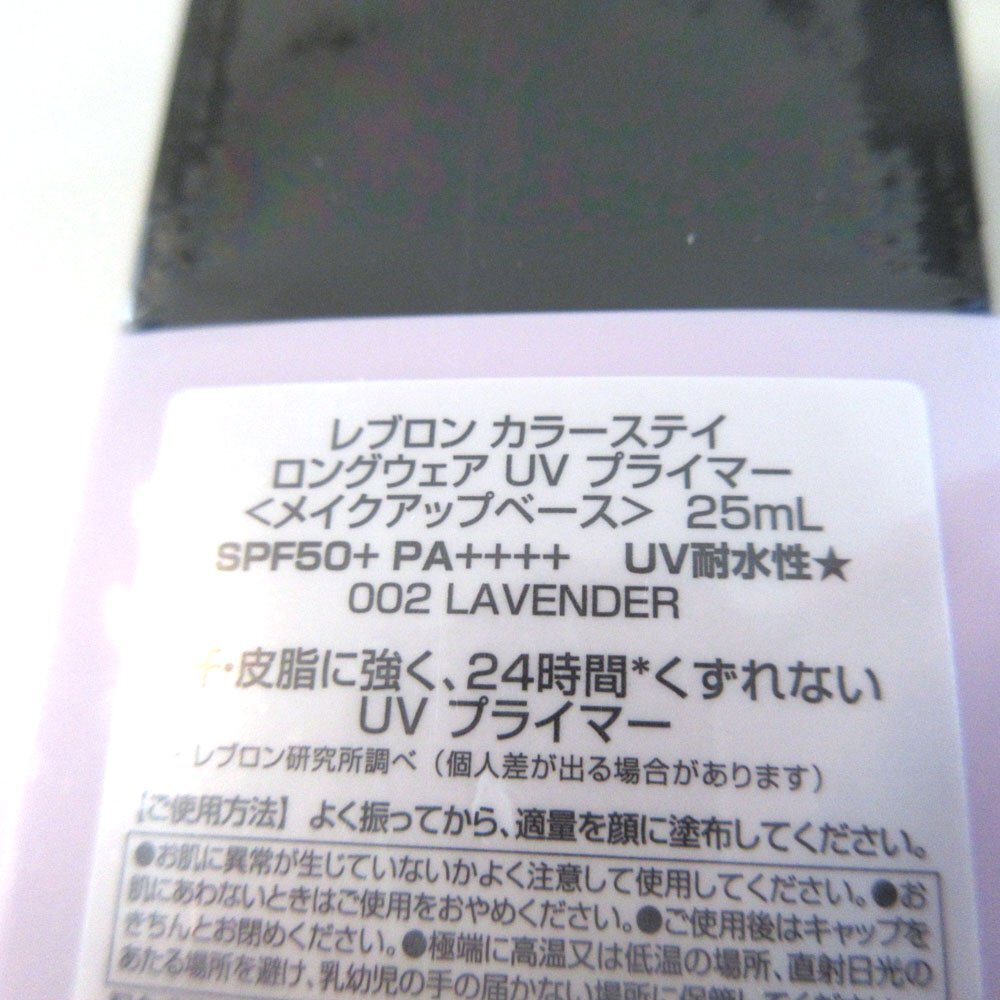 レブロン カラーステイ
ロングウェア UV プライマー
<メイクアップベース> 25mL
SPF50+ PA++++ UV耐水性★
002 LAVENDER
・皮脂に強く、24時間*くずれない
UV プライマー
レブロン研究所調べ（個人差が出る場合があります）
【ご使用方法】よく振ってから、適量を顔に塗布してください。
●お肌に異常が生じていないかよく注意して使用してください。●お
肌にあわないときはご使用をおやめください。●ご使用後はキャップを
きちんとお閉めください。●極端に高温又は低温の場所、直射日光の
あたる場所を避け、乳幼児の手の届かない場所に保管してくだ